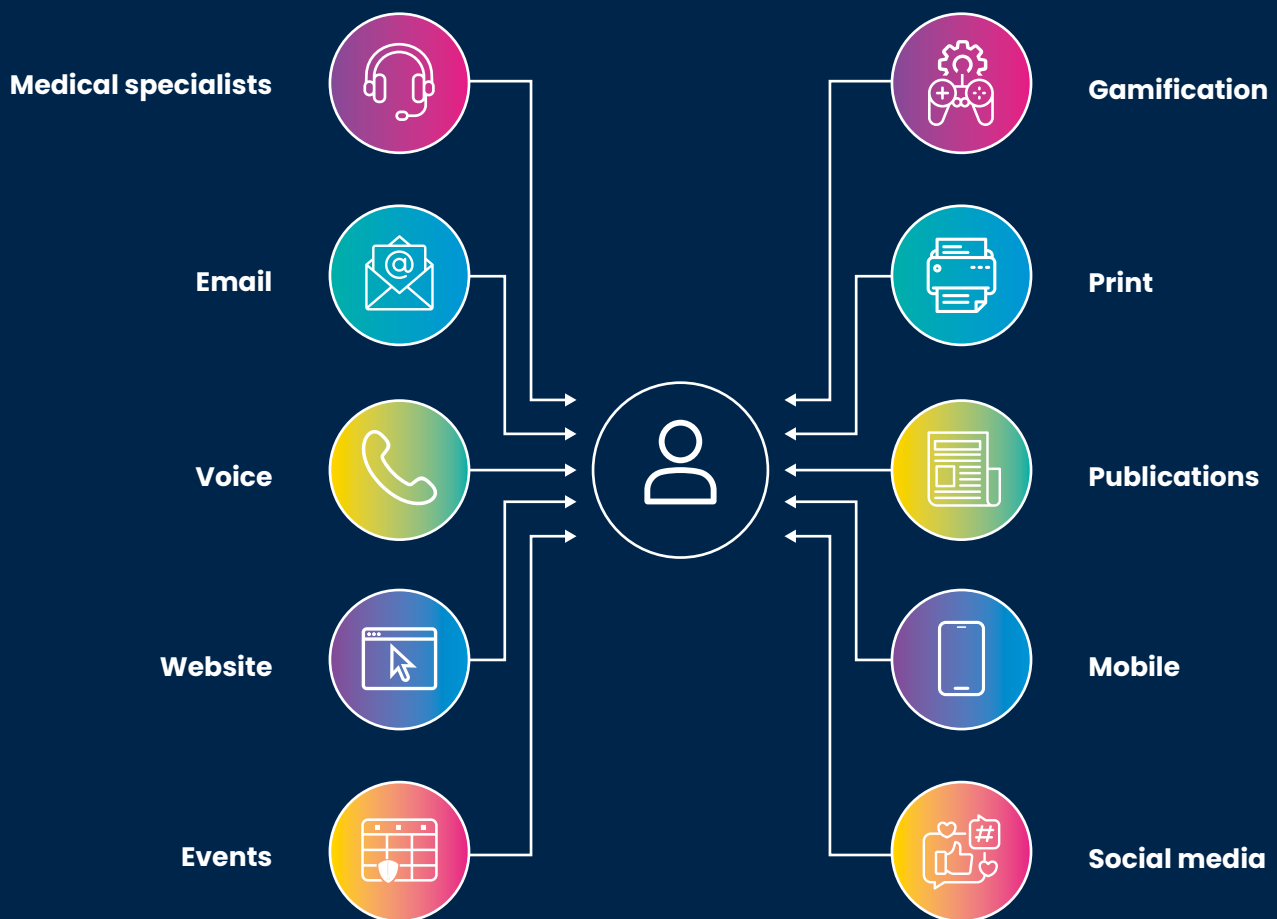 Medical specialists
Email
Voice
Website
Events
Gamification
Print
Publications
Mobile
Social media
@
#